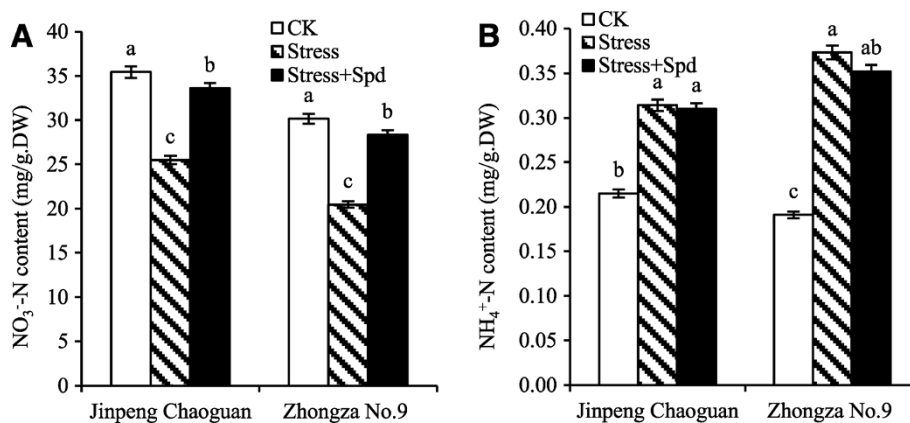 A
40
35
30
25
20
15
10
5
0
NO₃⁻-N content (mg/g.DW)
CK
Stress
Stress+Spd
a
c
b
a
c
b
Jinpeng Chaoguan
Zhongza No.9
B
0.40
0.35
0.30
0.25
0.20
0.15
0.10
0.05
0.00
NH₄⁺-N content (mg/g.DW)
CK
Stress
Stress+Spd
b
a
a
c
a
ab
Jinpeng Chaoguan
Zhongza No.9